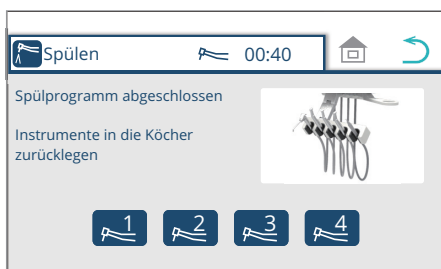 Spülen 00:40
Spülprogramm abgeschlossen
Instrumente in die Köcher
zurücklegen
1 2 3 4